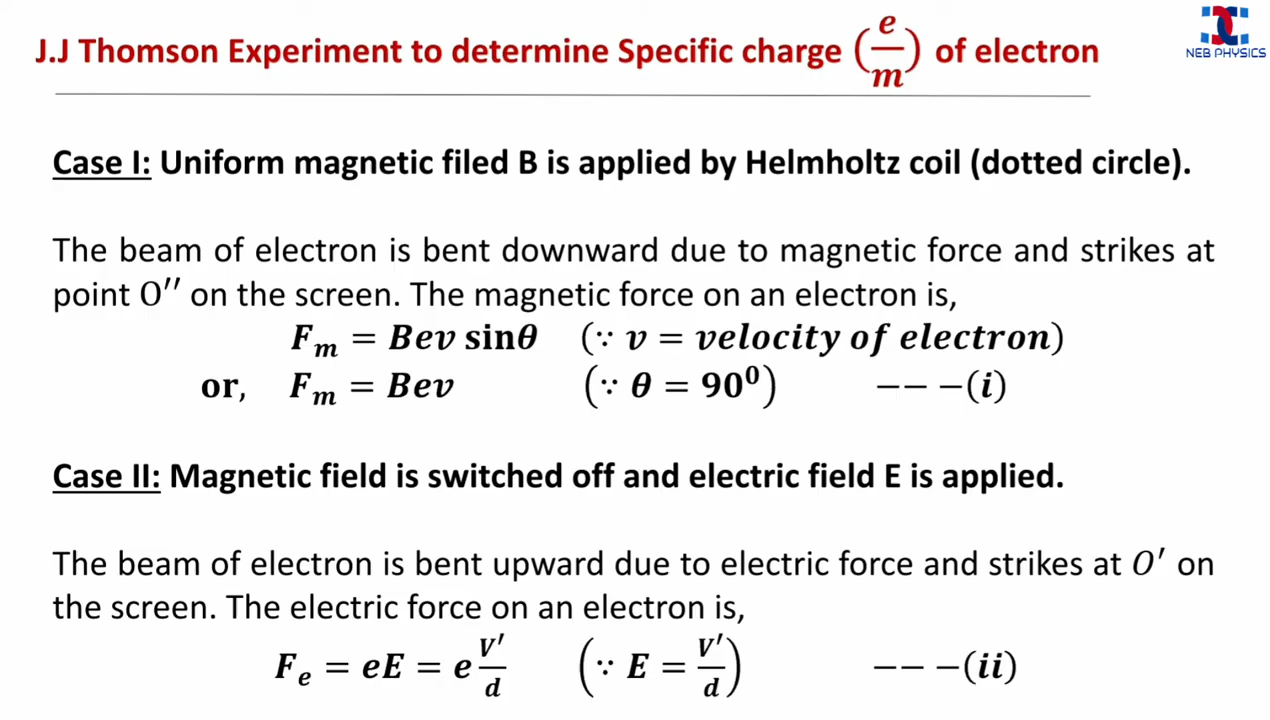 J.J Thomson Experiment to determine Specific charge (e/m) of electron
NEB PHYSICS
Case I: Uniform magnetic filed B is applied by Helmholtz coil (dotted circle).
The beam of electron is bent downward due to magnetic force and strikes at
point O′′ on the screen. The magnetic force on an electron is,
Fₘ = Bev sinθ (∵ v = velocity of electron)
or, Fₘ = Bev (∵ θ = 90⁰) −− −(i)
Case II: Magnetic field is switched off and electric field E is applied.
The beam of electron is bent upward due to electric force and strikes at O′ on
the screen. The electric force on an electron is,
Fₑ = eE = e V′/d (∵ E = V′/d) −− −(ii)